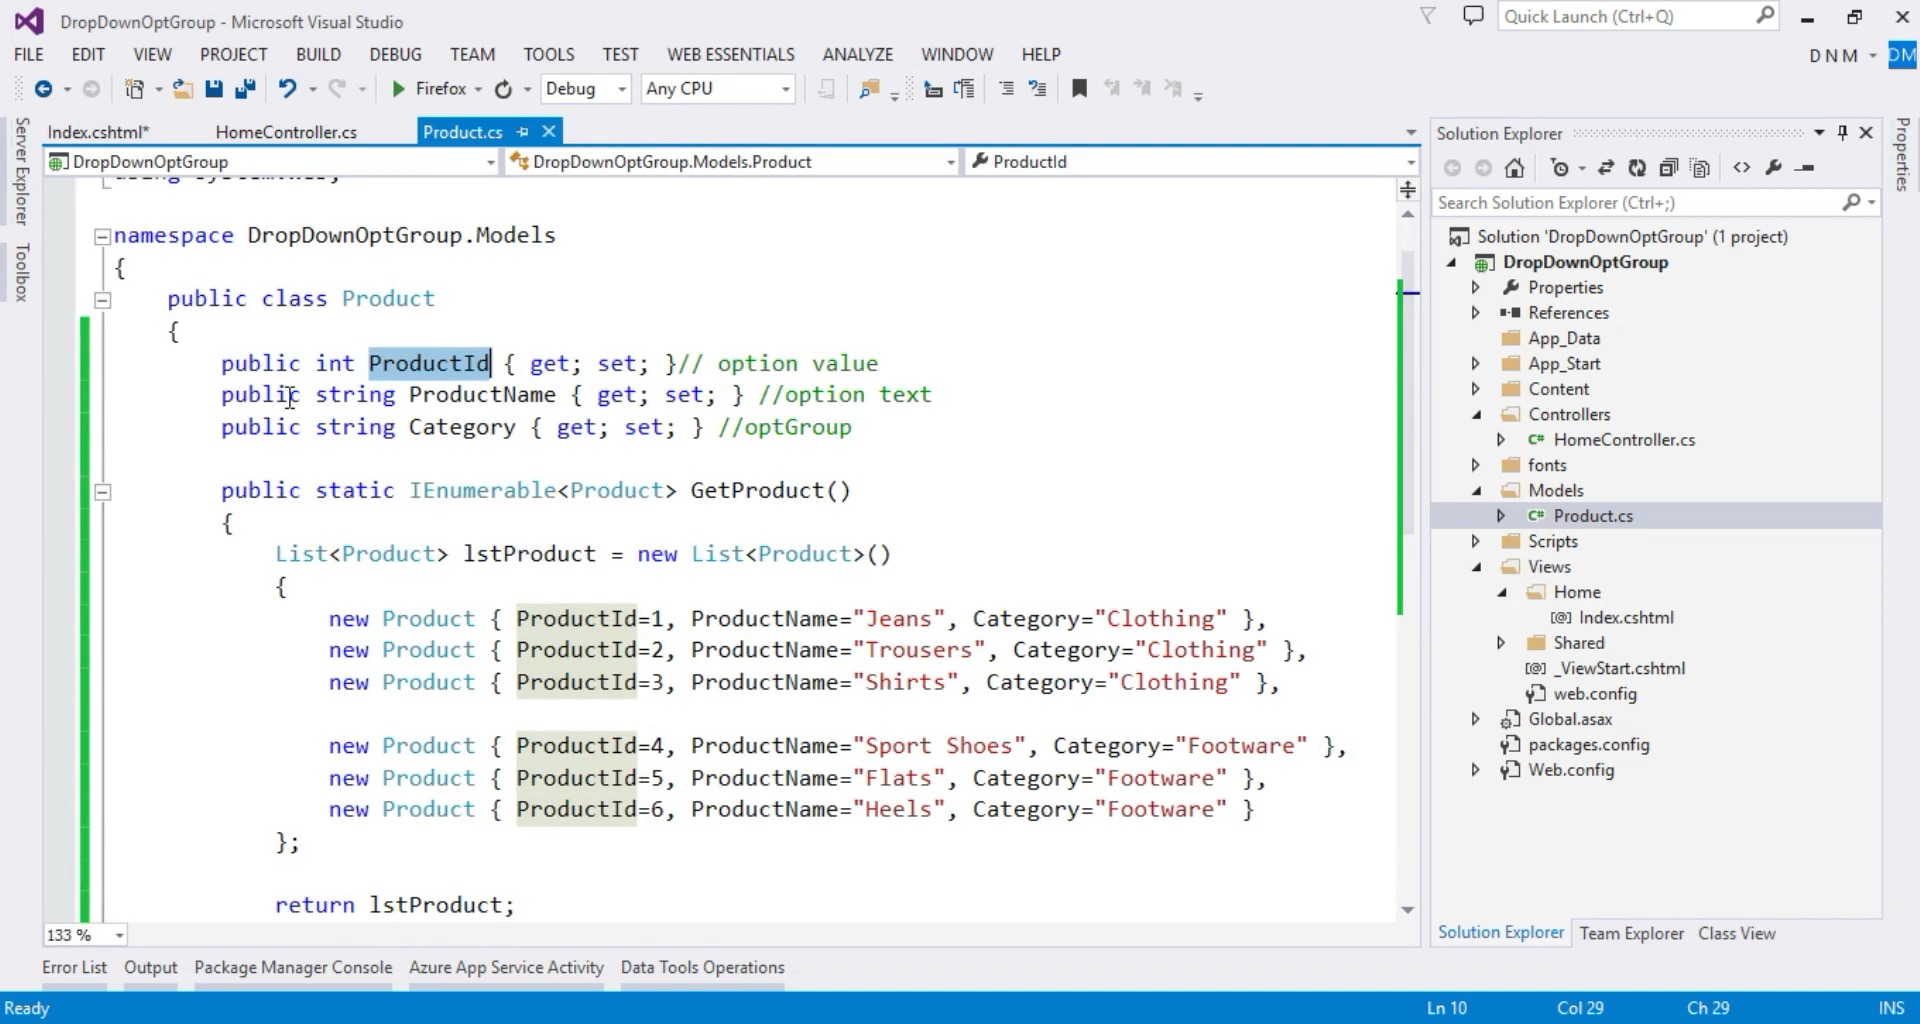 DropDownOptGroup - Microsoft Visual Studio
Quick Launch (Ctrl+Q)
FILE EDIT VIEW PROJECT BUILD DEBUG TEAM TOOLS TEST WEB ESSENTIALS ANALYZE WINDOW HELP
D N M DM
Firefox Debug Any CPU
Server Explorer
Toolbox
Index.cshtml* HomeController.cs Product.cs
DropDownOptGroup DropDownOptGroup.Models.Product ProductId
namespace DropDownOptGroup.Models
{
public class Product
{
public int ProductId { get; set; }// option value
public string ProductName { get; set; } //option text
public string Category { get; set; } //optGroup
public static IEnumerable<Product> GetProduct()
{
List<Product> lstProduct = new List<Product>()
{
new Product { ProductId=1, ProductName="Jeans", Category="Clothing" },
new Product { ProductId=2, ProductName="Trousers", Category="Clothing" },
new Product { ProductId=3, ProductName="Shirts", Category="Clothing" },
new Product { ProductId=4, ProductName="Sport Shoes", Category="Footware" },
new Product { ProductId=5, ProductName="Flats", Category="Footware" },
new Product { ProductId=6, ProductName="Heels", Category="Footware" }
};
return lstProduct;
133 %
Solution Explorer
Search Solution Explorer (Ctrl+;)
Solution 'DropDownOptGroup' (1 project)
DropDownOptGroup
Properties
References
App_Data
App_Start
Content
Controllers
C# HomeController.cs
fonts
Models
C# Product.cs
Scripts
Views
Home
[@] Index.cshtml
Shared
[@] _ViewStart.cshtml
web.config
Global.asax
packages.config
Web.config
Solution Explorer Team Explorer Class View
Properties
Error List Output Package Manager Console Azure App Service Activity Data Tools Operations
Ready Ln 10 Col 29 Ch 29 INS